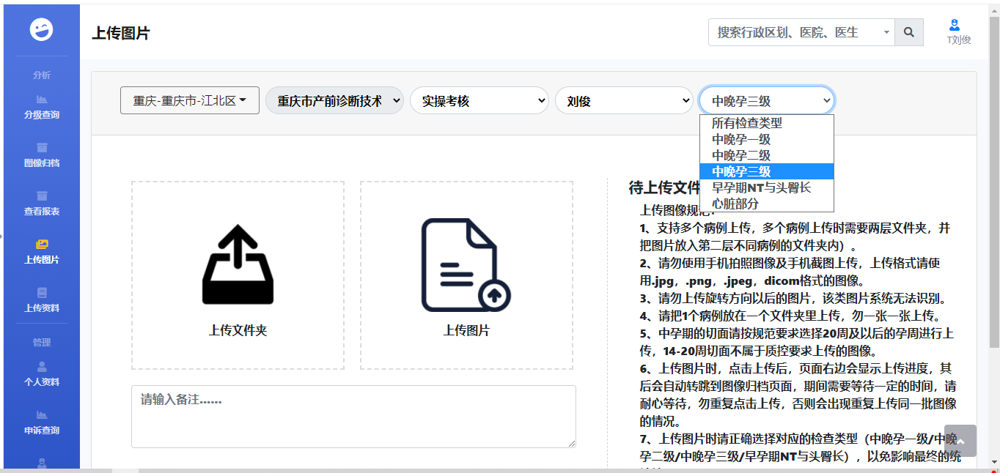 上传图片
搜索行政区划、医院、医生
T刘俊
分析
分级查询
图像归档
查看报表
上传图片
上传资料
管理
个人资料
申诉查询
重庆-重庆市-江北区
重庆市产前诊断技术
实操考核
刘俊
中晚孕三级
所有检查类型
中晚孕一级
中晚孕二级
中晚孕三级
早孕期NT与头臀长
心脏部分
上传文件夹
上传图片
请输入备注......
待上传文件
上传图像规范：
1、支持多个病例上传，多个病例上传时需要两层文件夹，并
把图片放入第二层不同病例的文件夹内）。
2、请勿使用手机拍照图像及手机截图上传，上传格式请使
用.jpg，.png，.jpeg，dicom格式的图像。
3、请勿上传旋转方向以后的图片，该类图片系统无法识别。
4、请把1个病例放在一个文件夹里上传，勿一张一张上传。
5、中孕期的切面请按规范要求选择20周及以后的孕周进行上
传，14-20周切面不属于质控要求上传的图像。
6、上传图片时，点击上传后，页面右边会显示上传进度，其
后会自动转跳到图像归档页面，期间需要等待一定的时间，请
耐心等待，勿重复点击上传，否则会出现重复上传同一批图像
的情况。
7、上传图片时请正确选择对应的检查类型（中晚孕一级/中晚
孕二级/中晚孕三级/早孕期NT与头臀长），以免影响最终的统